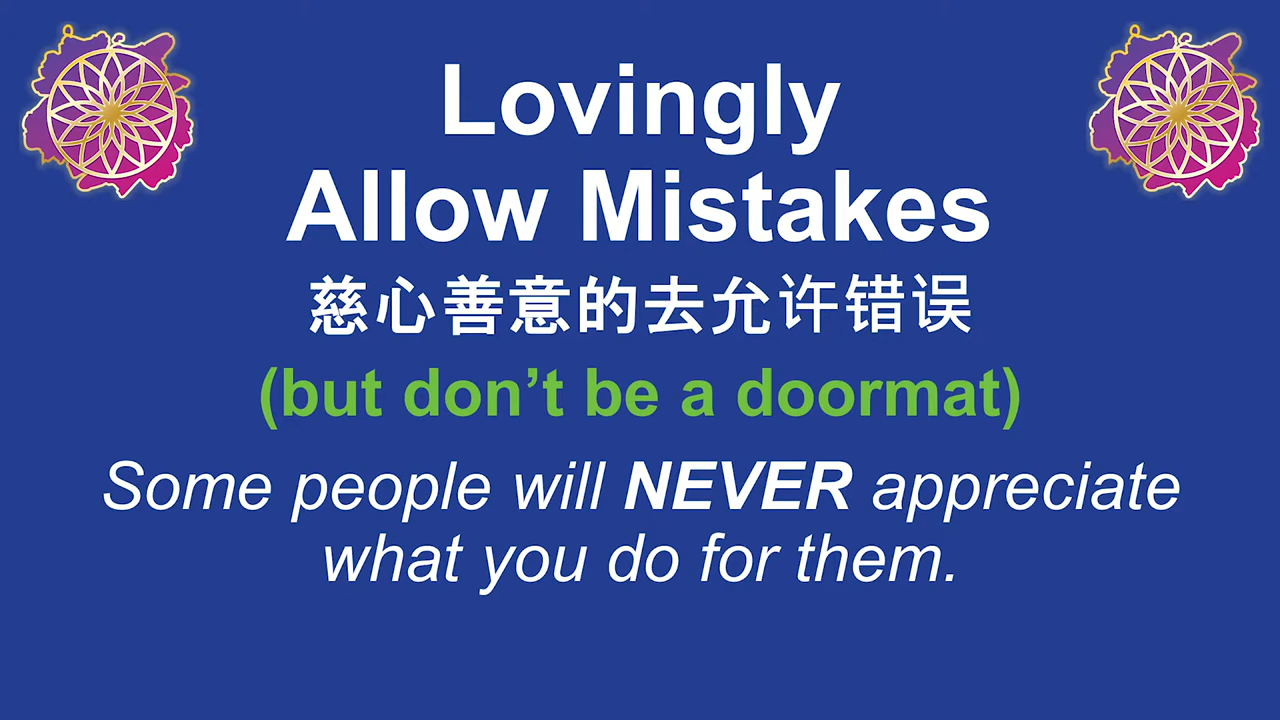 Lovingly
Allow Mistakes
慈心善意的去允许错误
(but don’t be a doormat)
Some people will NEVER appreciate
what you do for them.